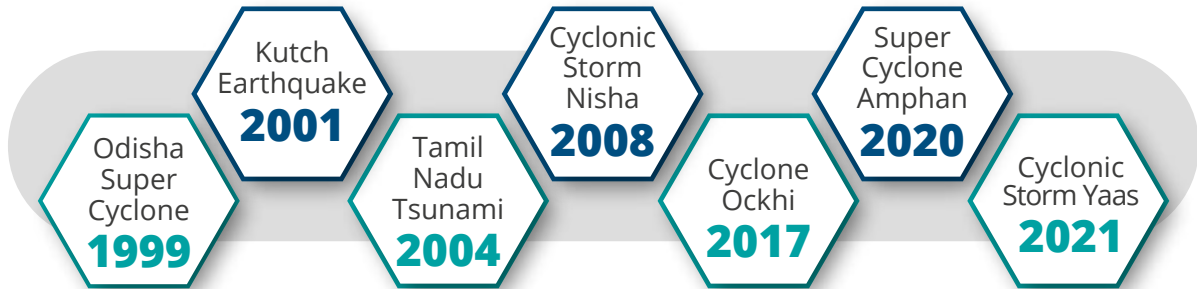 Odisha
Super
Cyclone
1999
Kutch
Earthquake
2001
Tamil
Nadu
Tsunami
2004
Cyclonic
Storm
Nisha
2008
Cyclone
Ockhi
2017
Super
Cyclone
Amphan
2020
Cyclonic
Storm Yaas
2021